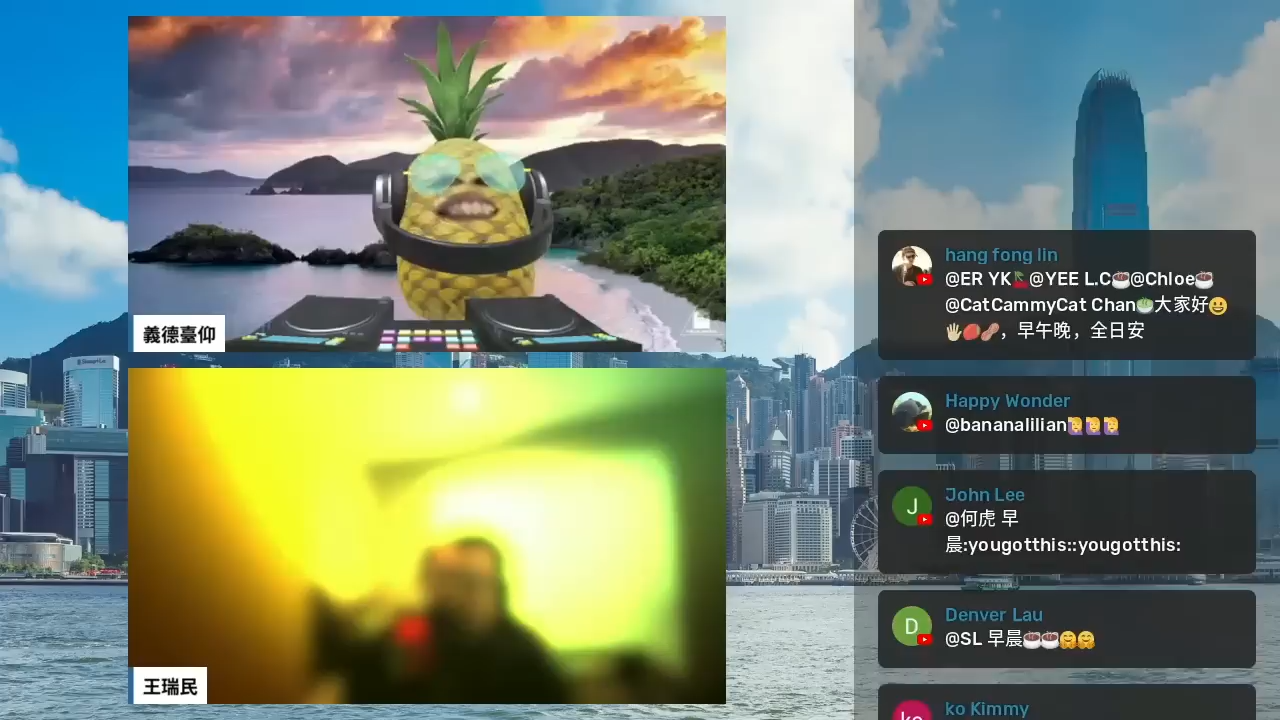 義德臺仰
王瑞民
hang fong lin
@ER YK🍒@YEE L.C☕@Chloe☕
@CatCammyCat Chan🍵大家好😀
🖐🥚🥓，早午晚，全日安
Happy Wonder
@bananalilian🙋🙋🙋
J
John Lee
@何虎 早
晨:yougotthis::yougotthis:
D
Denver Lau
@SL 早晨☕☕🤗🤗
ko
ko Kimmy